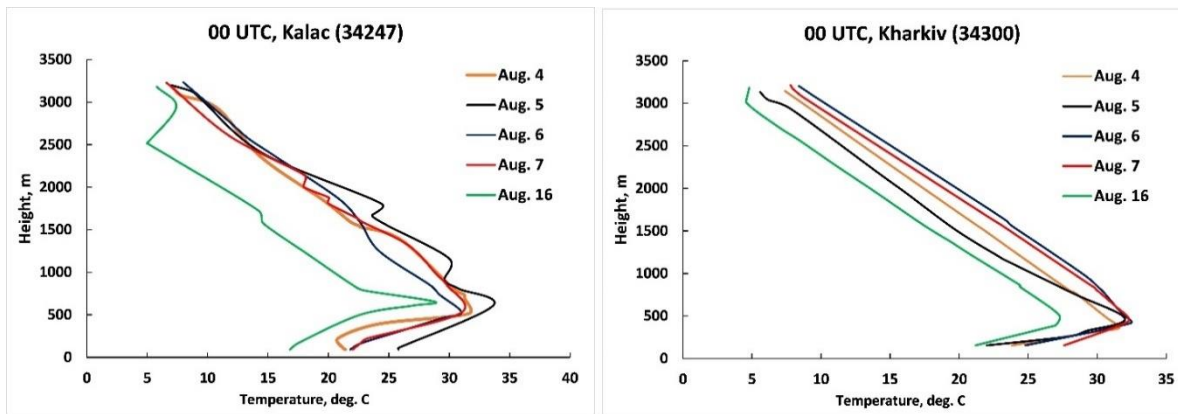 00 UTC, Kalac (34247)
3500
3000
2500
2000
1500
1000
500
0
Height, m
0 5 10 15 20 25 30 35 40
Temperature, deg. C
Aug. 4
Aug. 5
Aug. 6
Aug. 7
Aug. 16
00 UTC, Kharkiv (34300)
3500
3000
2500
2000
1500
1000
500
0
Height, m
0 5 10 15 20 25 30 35
Temperature, deg. C
Aug. 4
Aug. 5
Aug. 6
Aug. 7
Aug. 16